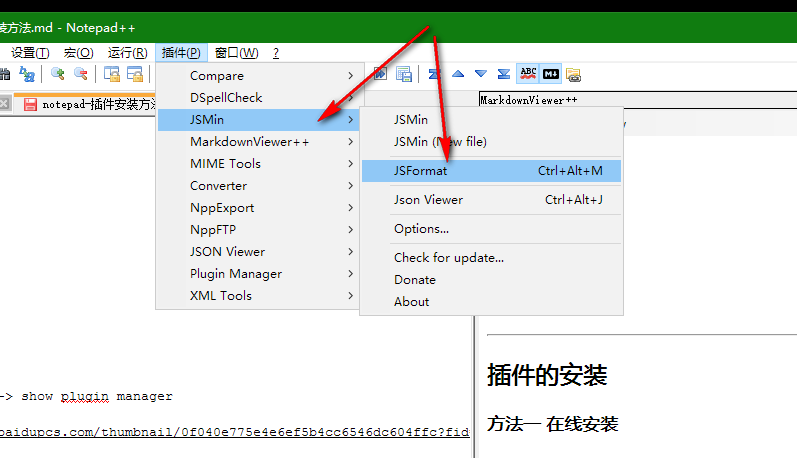 装方法.md - Notepad++
设置(T) 宏(O) 运行(R) 插件(P) 窗口(W) ?
ABC
notepad-插件安装方法
Compare
DSpellCheck
JSMin
MarkdownViewer++
MIME Tools
Converter
NppExport
NppFTP
JSON Viewer
Plugin Manager
XML Tools
JSMin
JSMin (New file)
JSFormat Ctrl+Alt+M
Json Viewer Ctrl+Alt+J
Options...
Check for update...
Donate
About
MarkdownViewer++
-> show plugin manager
baidupcs.com/thumbnail/0f040e775e4e6ef5b4cc6546dc604ffc?fid
插件的安装
方法一 在线安装